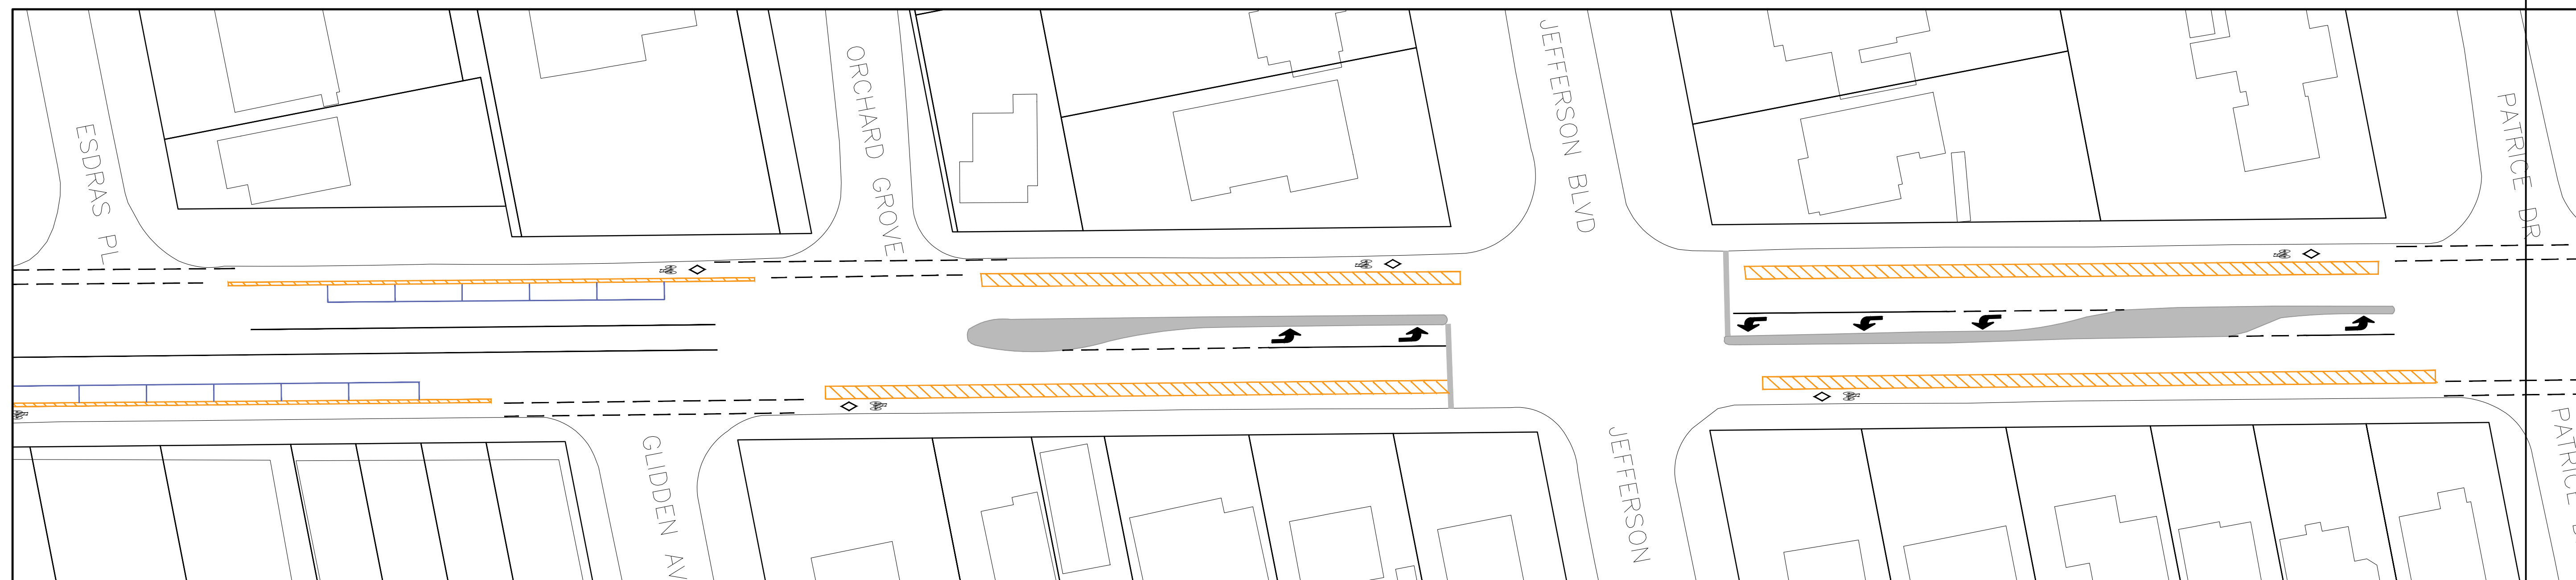 ESDRAS PL
ORCHARD GROVE
JEFFERSON BLVD
PATRICE DR
GLIDDEN AV
JEFFERSON
PATRICE